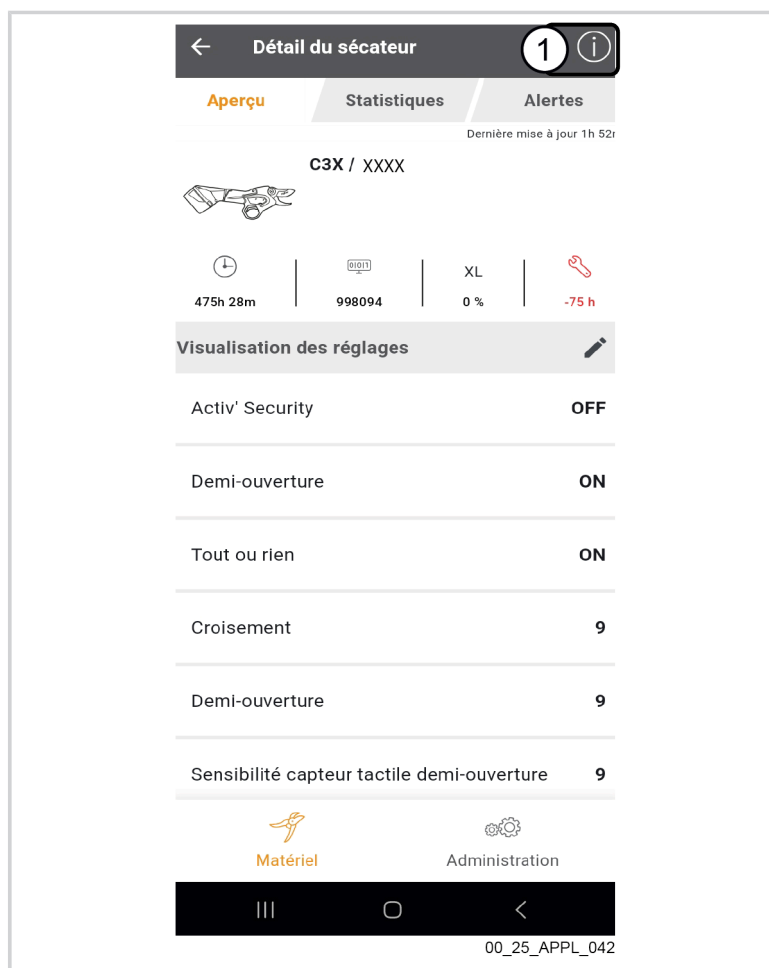 Détail du sécateur
1
Aperçu Statistiques Alertes
Dernière mise à jour 1h 52
C3X / XXXX
01011
XL
475h 28m 998094 0 % -75 h
Visualisation des réglages
Activ' Security OFF
Demi-ouverture ON
Tout ou rien ON
Croisement 9
Demi-ouverture 9
Sensibilité capteur tactile demi-ouverture 9
Matériel Administration
00_25_APPL_042